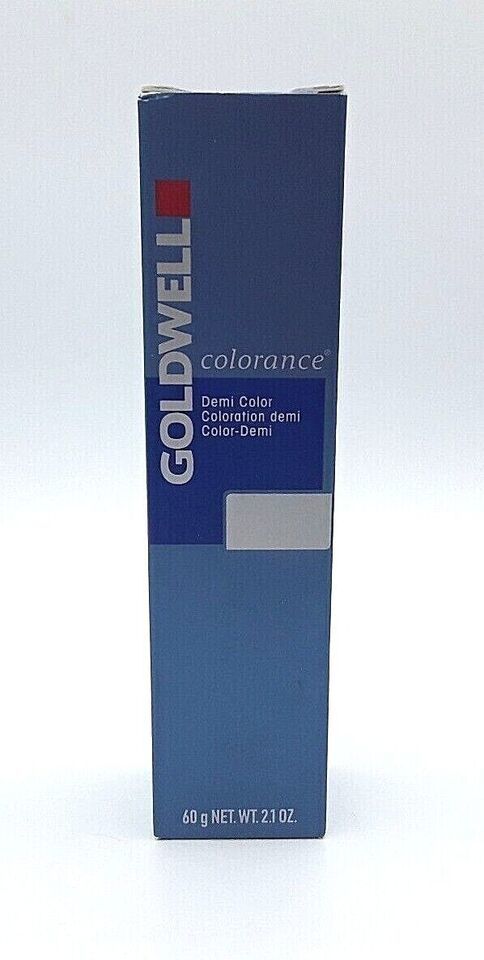 GOLDWELL
colorance®
Demi Color
Coloration demi
Color-Demi
60 g NET. WT. 2.1 OZ.